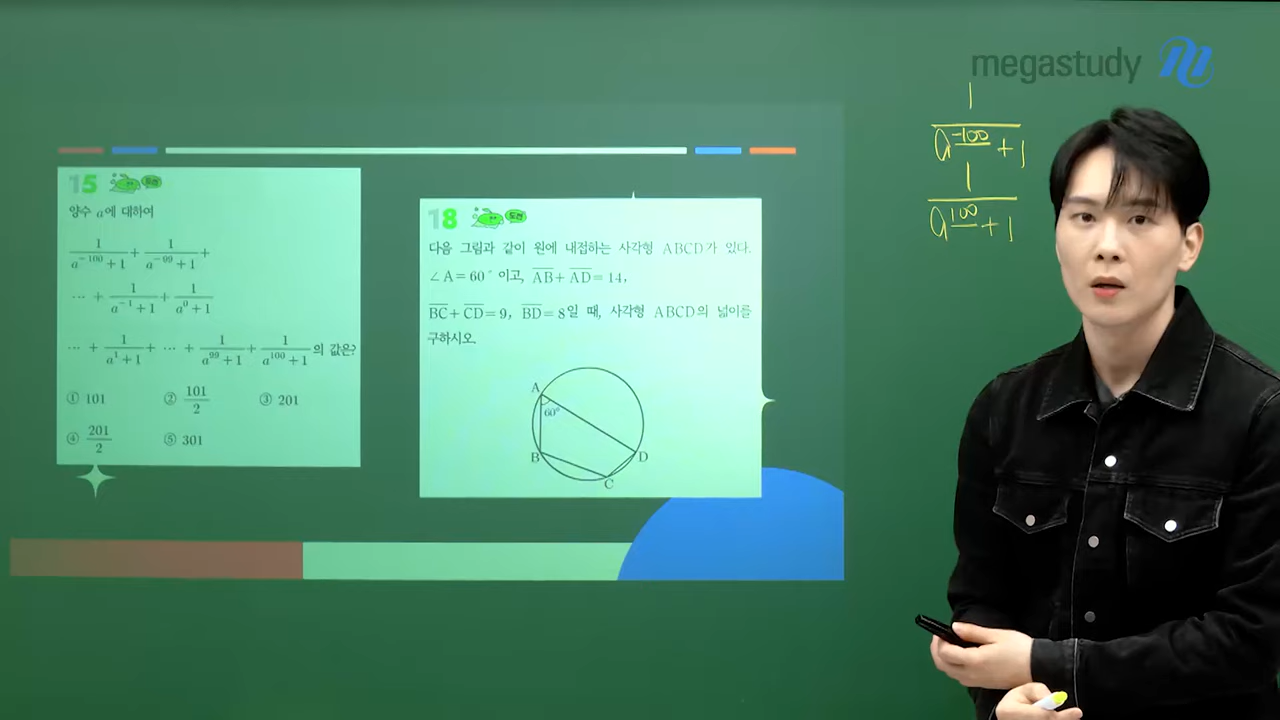 megastudy
15 도전
양수 a에 대하여
1/(a^-100+1) + 1/(a^-99+1) +
… + 1/(a^-1+1) + 1/(a^0+1)
… + 1/(a^1+1) + … + 1/(a^99+1) + 1/(a^100+1) 의 값은?
① 101 ② 101/2 ③ 201
④ 201/2 ⑤ 301
18 도전
다음 그림과 같이 원에 내접하는 사각형 ABCD가 있다.
∠A=60°이고, AB+AD=14,
BC+CD=9, BD=8일 때, 사각형 ABCD의 넓이를
구하시오.
A
60°
B
D
C
1/(a^-100+1)
1/(a^100+1)